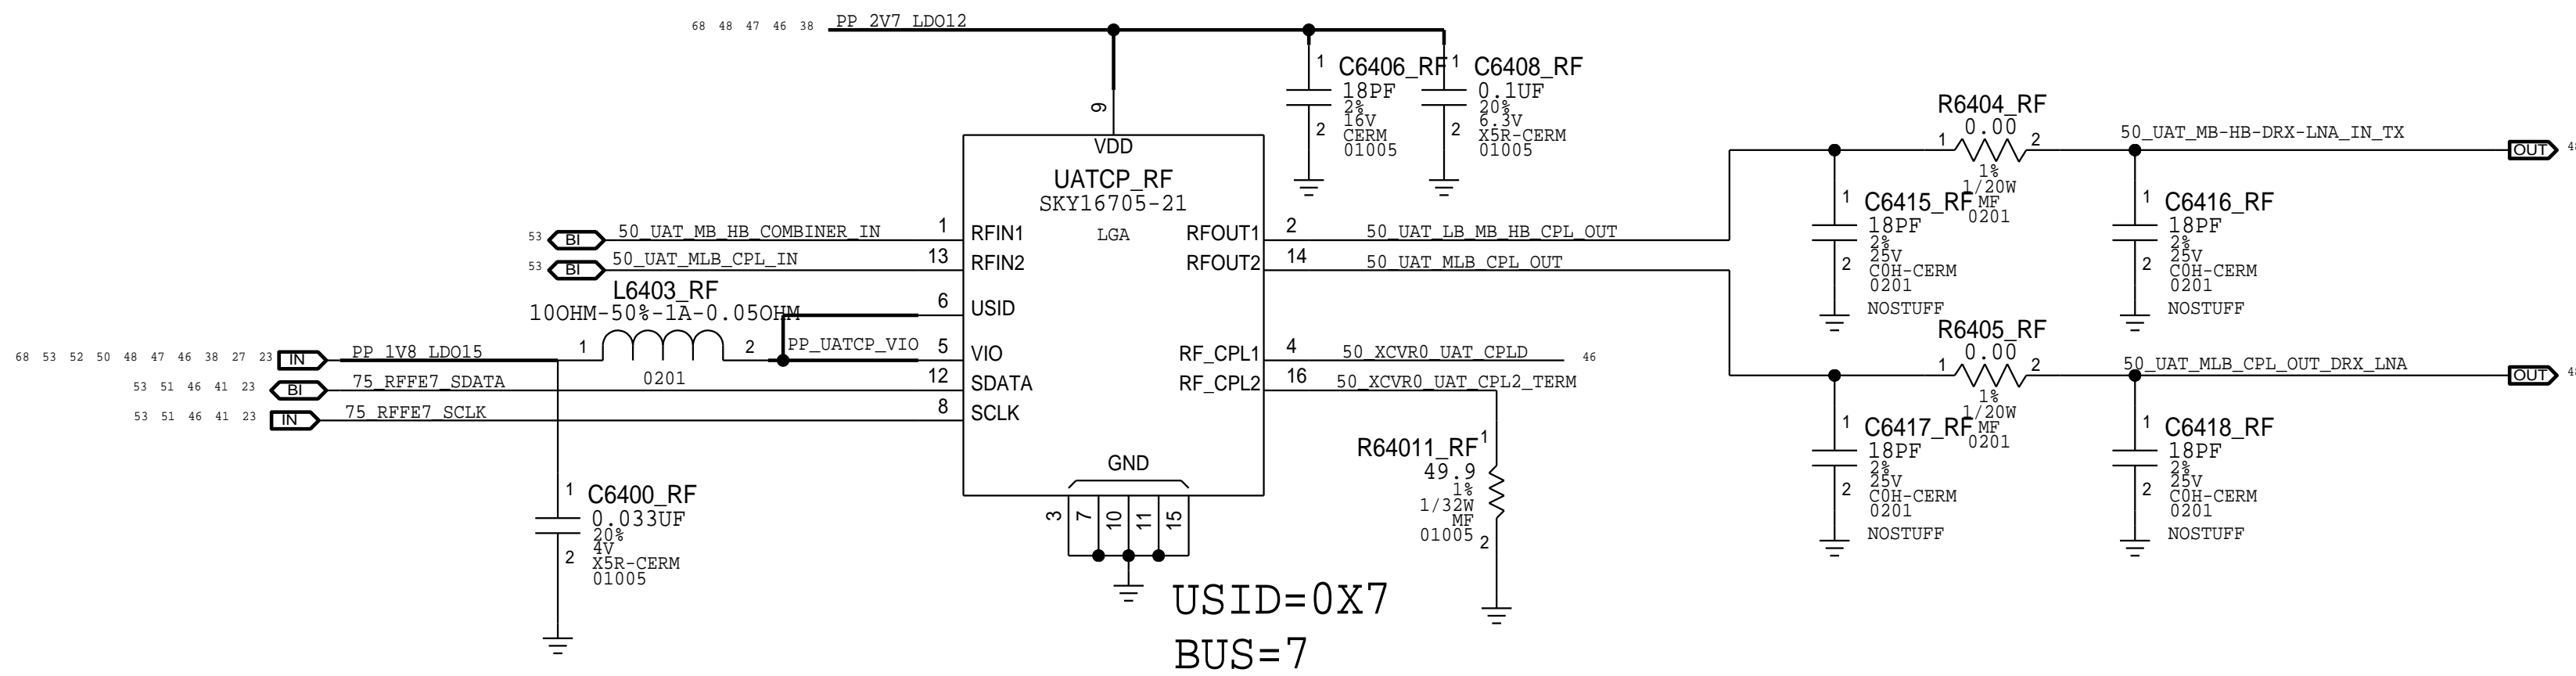 68 48 47 46 38 PP_2V7_LDO12
1 C6406_RF
18PF
2%
16V
2 CERM
01005
1 C6408_RF
0.1UF
20%
6.3V
2 X5R-CERM
01005
9
VDD
UATCP_RF
SKY16705-21
LGA
53 BI 50_UAT_MB_HB_COMBINER_IN 1 RFIN1
53 BI 50_UAT_MLB_CPL_IN 13 RFIN2
L6403_RF
10OHM-50%-1A-0.05OHM
6 USID
68 53 52 50 48 47 46 38 27 23 IN PP_1V8_LDO15 1 2 PP_UATCP_VIO 5 VIO
0201
53 51 46 41 23 BI 75_RFFE7_SDATA 12 SDATA
53 51 46 41 23 IN 75_RFFE7_SCLK 8 SCLK
RFOUT1 2 50_UAT_LB_MB_HB_CPL_OUT
RFOUT2 14 50_UAT_MLB_CPL_OUT
RF_CPL1 4 50_XCVR0_UAT_CPLD 46
RF_CPL2 16 50_XCVR0_UAT_CPL2_TERM
GND
3 7 10 11 15
1 C6400_RF
0.033UF
20%
4V
2 X5R-CERM
01005
R64011_RF 1
49.9
1%
1/32W
MF
01005 2
R6404_RF
1 0.00 2
1%
1/20W
MF
0201
50_UAT_MB-HB-DRX-LNA_IN_TX OUT
1 C6415_RF
18PF
2%
25V
2 C0H-CERM
0201
NOSTUFF
1 C6416_RF
18PF
2%
25V
2 C0H-CERM
0201
NOSTUFF
R6405_RF
1 0.00 2
1%
1/20W
MF
0201
50_UAT_MLB_CPL_OUT_DRX_LNA OUT
1 C6417_RF
18PF
2%
25V
2 C0H-CERM
0201
NOSTUFF
1 C6418_RF
18PF
2%
25V
2 C0H-CERM
0201
NOSTUFF
USID=0X7
BUS=7